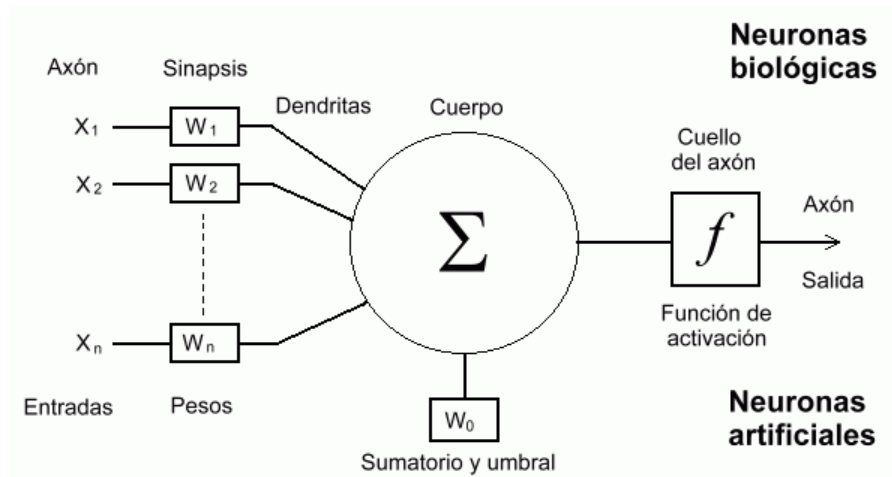 Neuronas
biológicas
Axón
Sinapsis
Dendritas
Cuerpo
Cuello
del axón
X1
W1
X2
W2
Σ
f
Axón
Salida
Función de
activación
Xn
Wn
Entradas
Pesos
W0
Sumatorio y umbral
Neuronas
artificiales